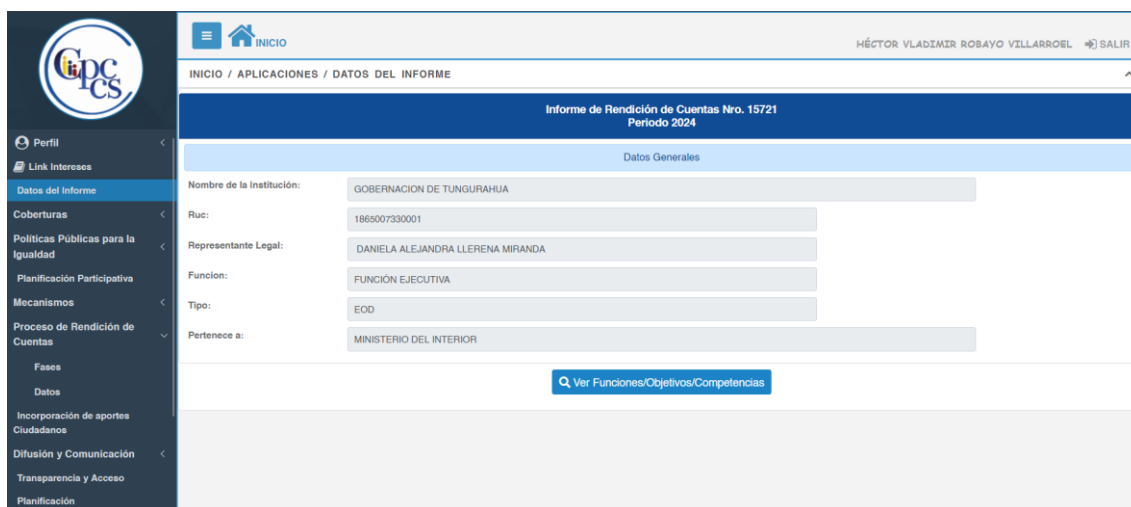 Cpc
CS
INICIO
HÉCTOR VLADIMIR ROBAYO VILLARROEL SALIR
INICIO / APLICACIONES / DATOS DEL INFORME
Informe de Rendición de Cuentas Nro. 15721
Periodo 2024
Datos Generales
Perfil
Link Intereses
Datos del Informe
Coberturas
Políticas Públicas para la
Igualdad
Planificación Participativa
Mecanismos
Proceso de Rendición de
Cuentas
Fases
Datos
Incorporación de aportes
Ciudadanos
Difusión y Comunicación
Transparencia y Acceso
Planificación
Nombre de la Institución: GOBERNACION DE TUNGURAHUA
Ruc: 1865007330001
Representante Legal: DANIELA ALEJANDRA LLERENA MIRANDA
Funcion: FUNCIÓN EJECUTIVA
Tipo: EOD
Pertenece a: MINISTERIO DEL INTERIOR
Ver Funciones/Objetivos/Competencias